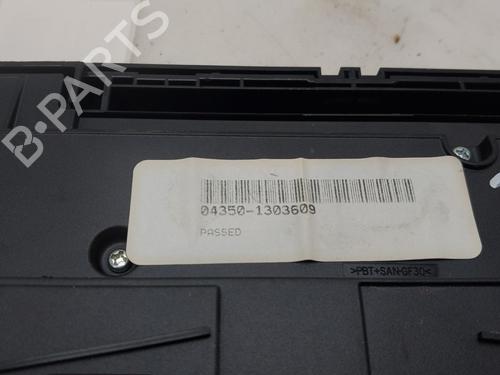 B-PARTS
04350-1303609
PASSED
>PBT+SAN-GF30<